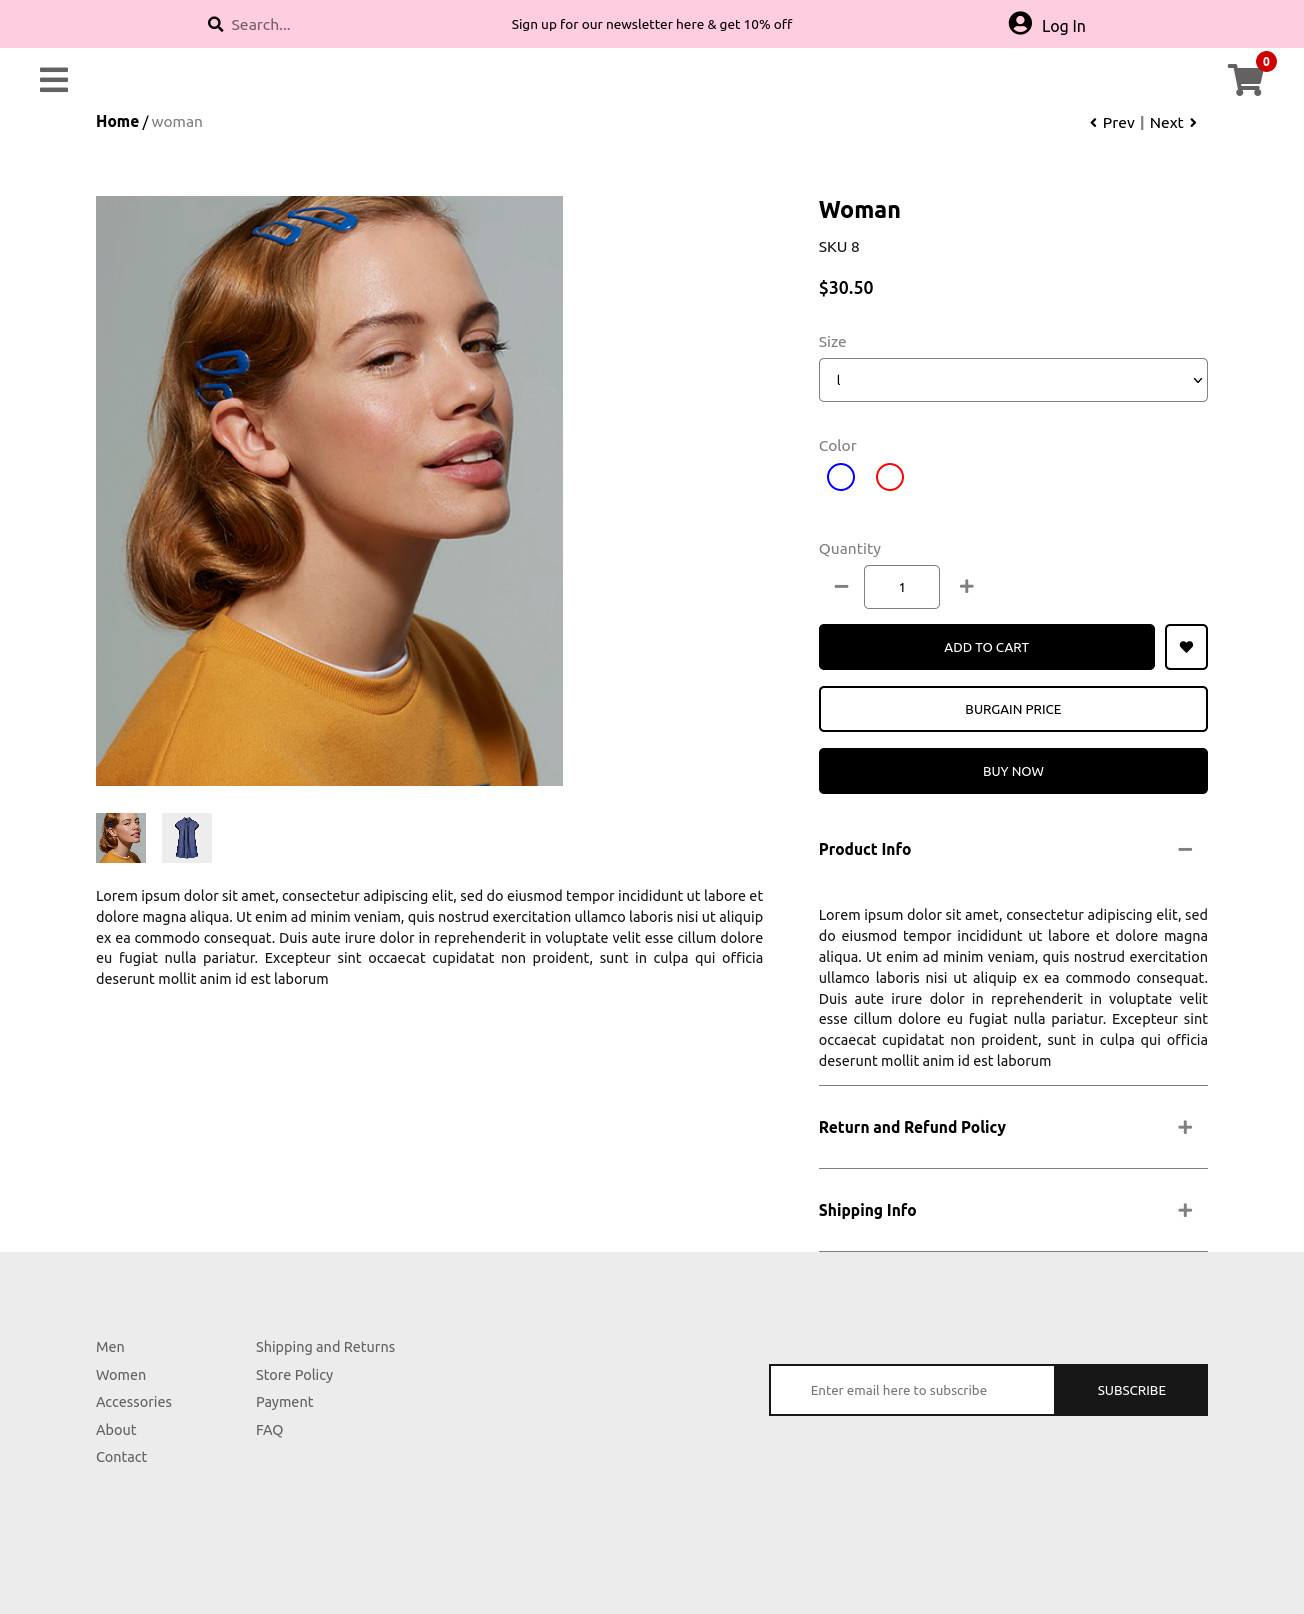 Search...
Sign up for our newsletter here & get 10% off
Log In
0
Home / woman
Prev | Next
Woman
SKU 8
$30.50
Size
l
Color
Quantity
1
ADD TO CART
BURGAIN PRICE
BUY NOW
Product Info
Lorem ipsum dolor sit amet, consectetur adipiscing elit, sed
do eiusmod tempor incididunt ut labore et dolore magna
aliqua. Ut enim ad minim veniam, quis nostrud exercitation
ullamco laboris nisi ut aliquip ex ea commodo consequat.
Duis aute irure dolor in reprehenderit in voluptate velit
esse cillum dolore eu fugiat nulla pariatur. Excepteur sint
occaecat cupidatat non proident, sunt in culpa qui officia
deserunt mollit anim id est laborum
Return and Refund Policy
Shipping Info
Lorem ipsum dolor sit amet, consectetur adipiscing elit, sed do eiusmod tempor incididunt ut labore et
dolore magna aliqua. Ut enim ad minim veniam, quis nostrud exercitation ullamco laboris nisi ut aliquip
ex ea commodo consequat. Duis aute irure dolor in reprehenderit in voluptate velit esse cillum dolore
eu fugiat nulla pariatur. Excepteur sint occaecat cupidatat non proident, sunt in culpa qui officia
deserunt mollit anim id est laborum
Men
Women
Accessories
About
Contact
Shipping and Returns
Store Policy
Payment
FAQ
Enter email here to subscribe
SUBSCRIBE